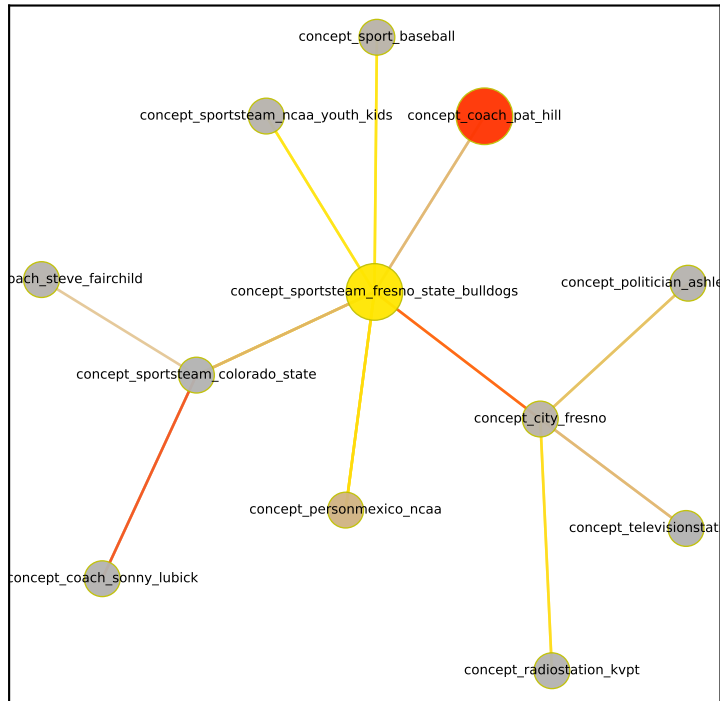 concept_sport_baseball
concept_sportsteam_ncaa_youth_kids
concept_coach_pat_hill
oach_steve_fairchild
concept_politician_ashle
concept_sportsteam_fresno_state_bulldogs
concept_sportsteam_colorado_state
concept_city_fresno
concept_personmexico_ncaa
concept_televisionstat
concept_coach_sonny_lubick
concept_radiostation_kvpt